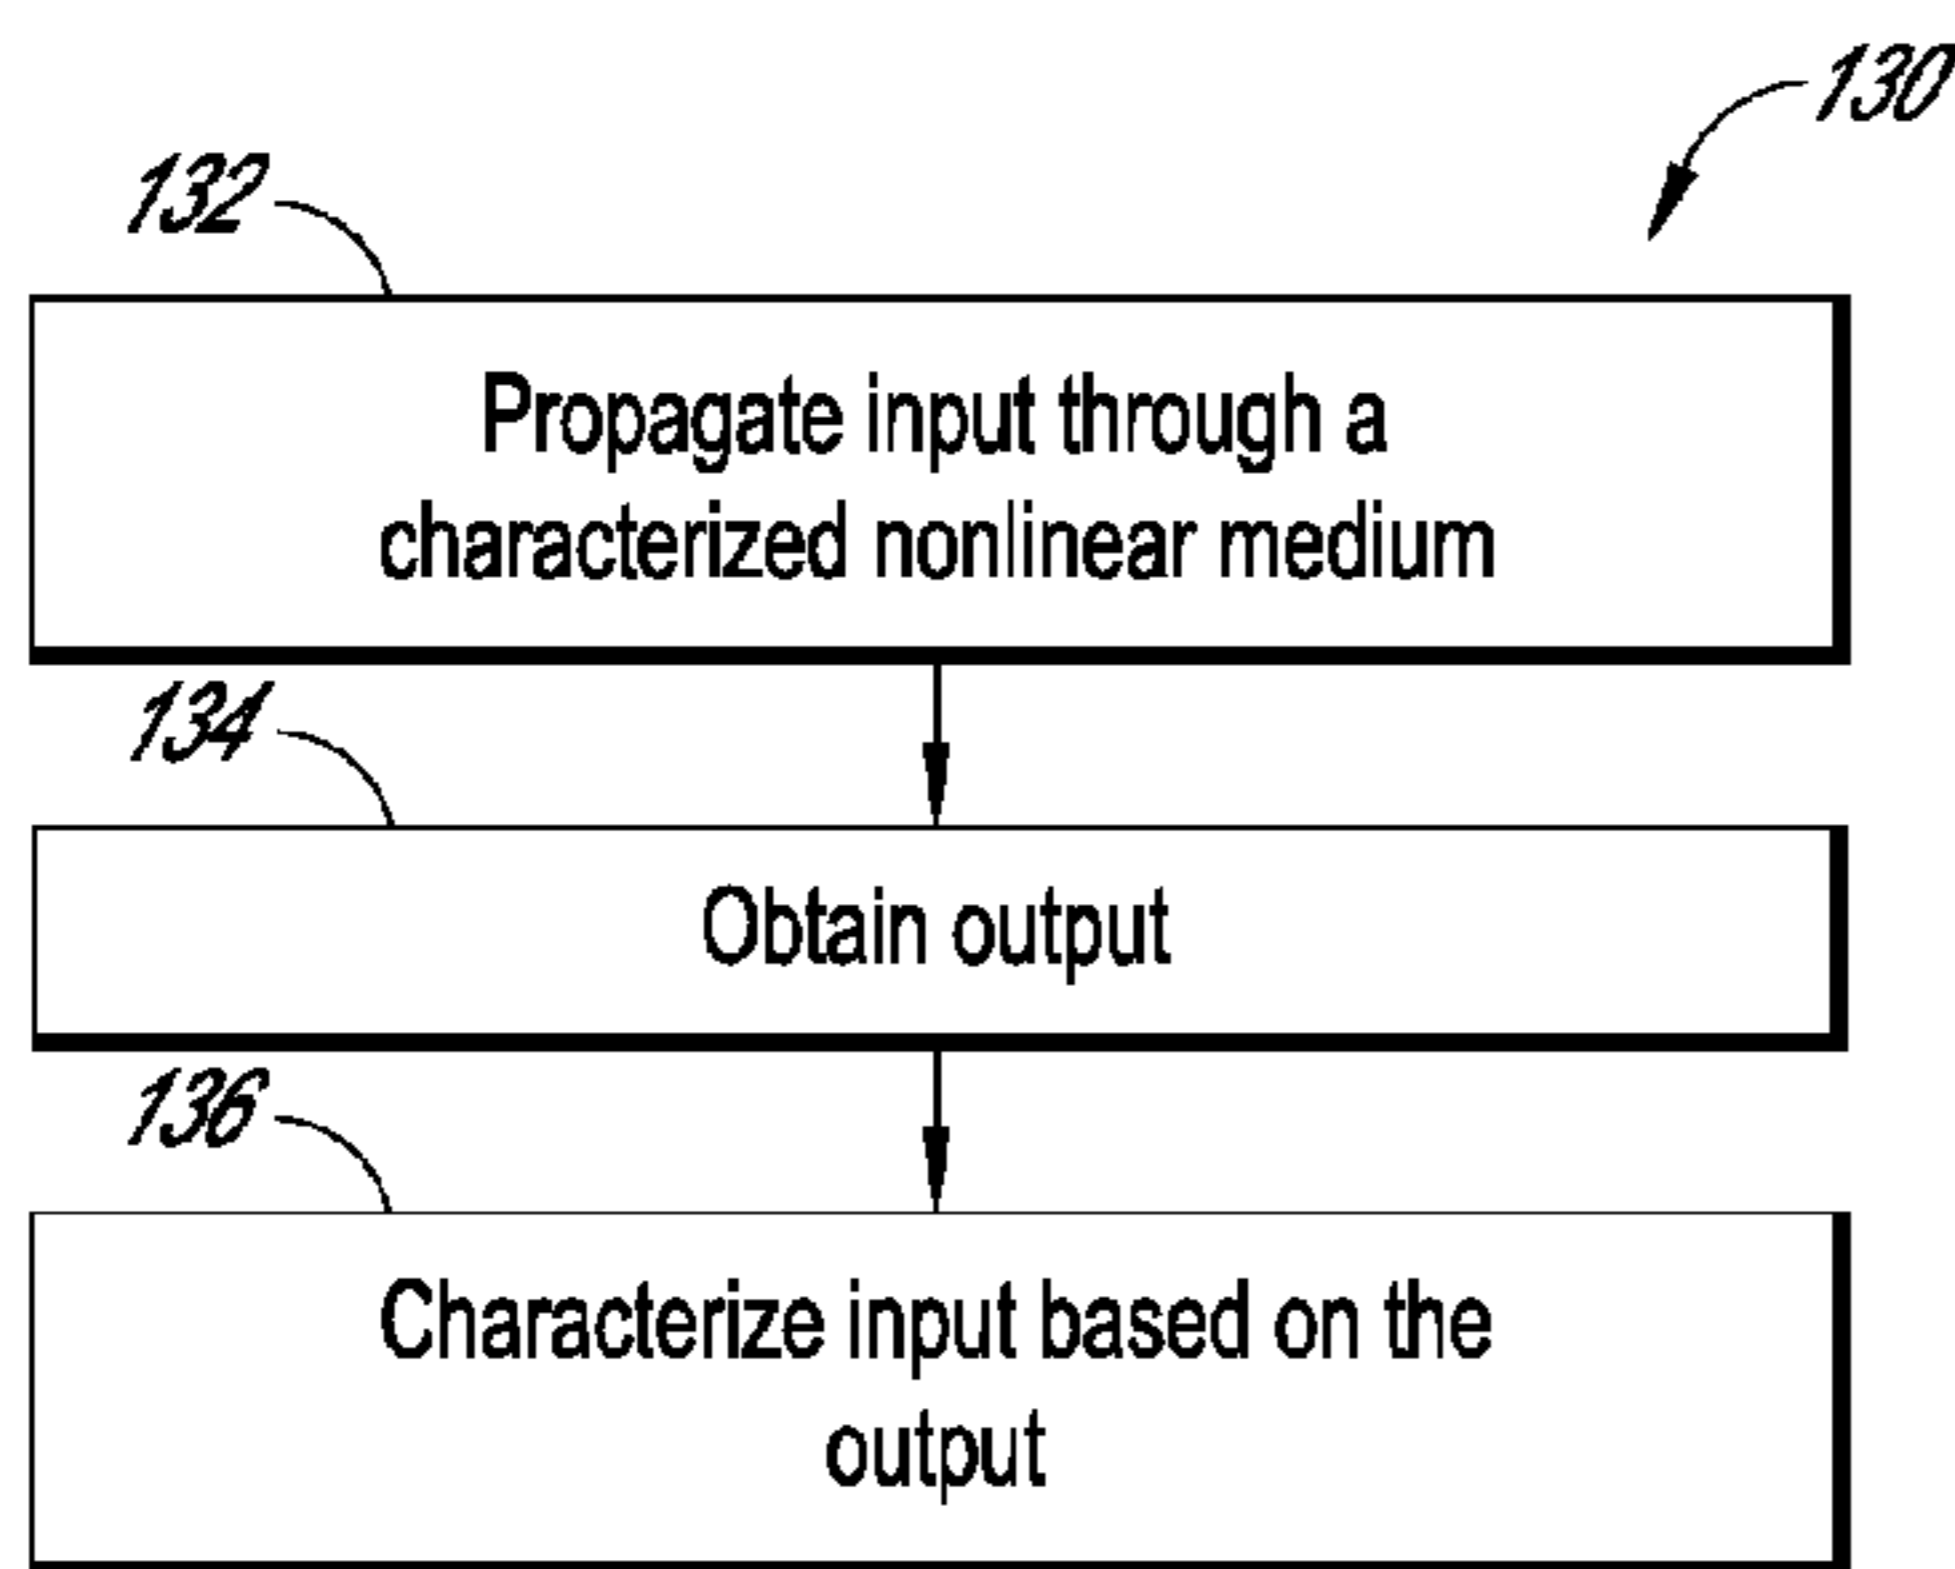 130
132
Propagate input through a
characterized nonlinear medium
134
Obtain output
136
Characterize input based on the
output